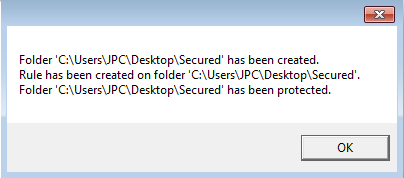 Folder 'C:\Users\JPC\Desktop\Secured' has been created.
Rule has been created on folder 'C:\Users\JPC\Desktop\Secured'.
Folder 'C:\Users\JPC\Desktop\Secured' has been protected.
OK